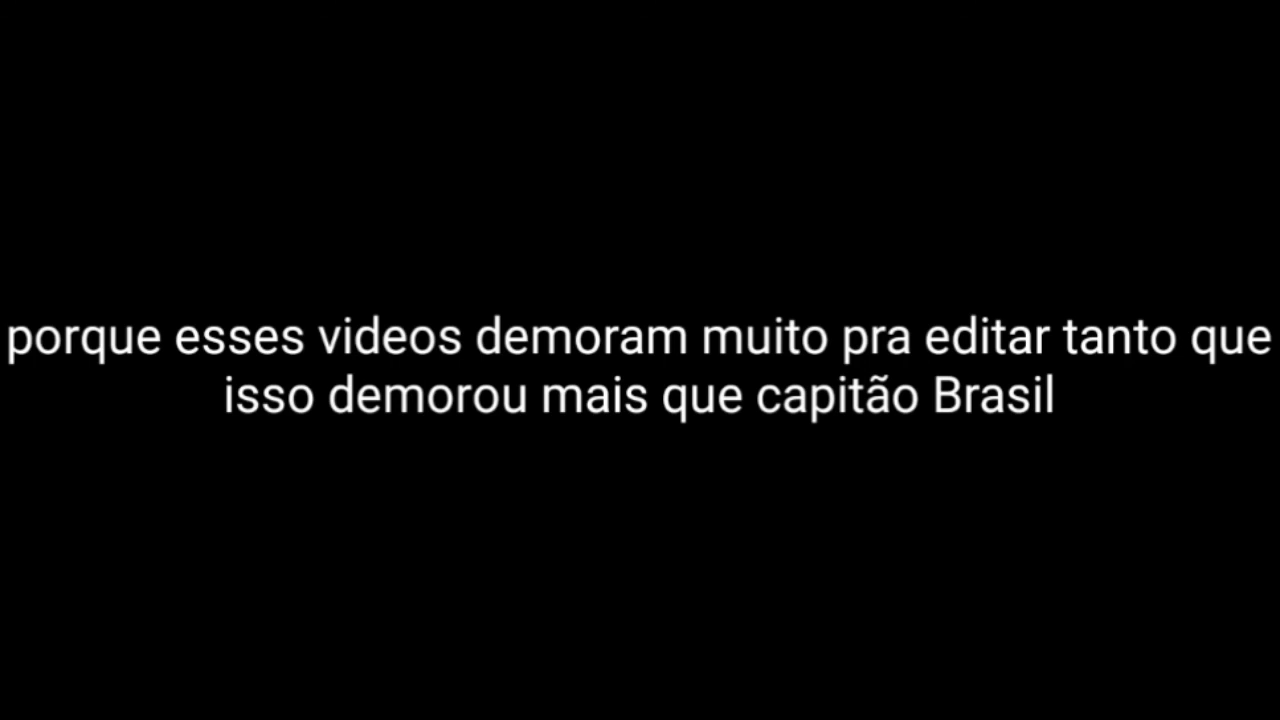 porque esses videos demoram muito pra editar tanto que
isso demorou mais que capitão Brasil